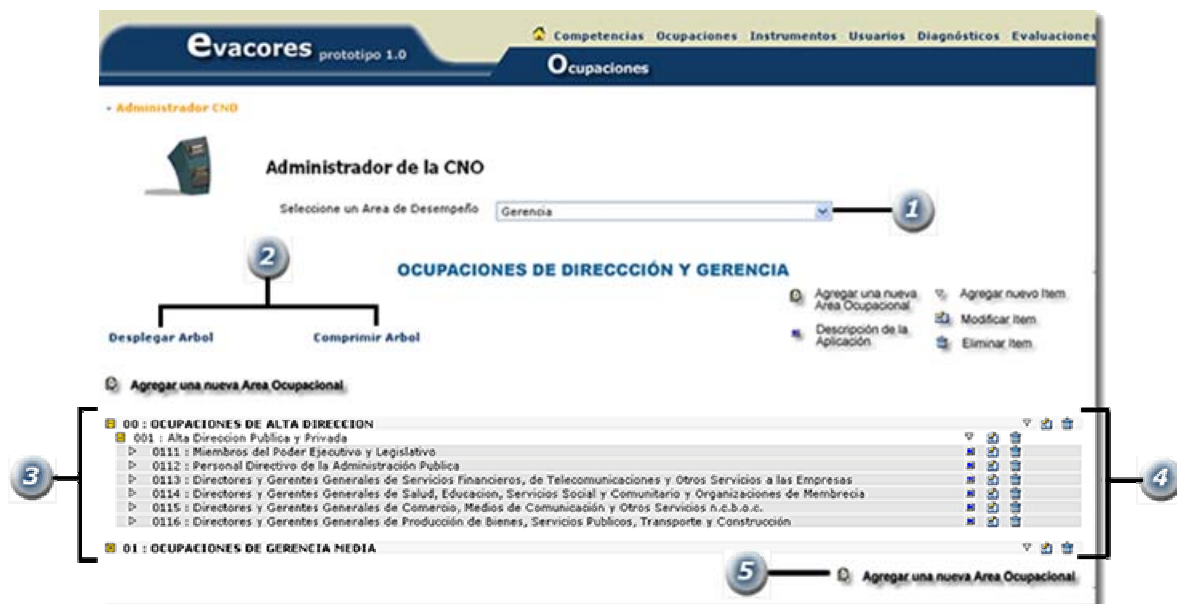 evacores prototipo 1.0
Competencias Ocupaciones Instrumentos Usuarios Diagnósticos Evaluaciones
Ocupaciones
- Administrador CNO
Administrador de la CNO
Seleccione un Area de Desempeño
Gerencia
1
2
OCUPACIONES DE DIRECCCIÓN Y GERENCIA
Agregar una nueva
Area Ocupacional
Descripción de la
Aplicación
Agregar nuevo Item
Modificar Item
Eliminar Item
Desplegar Arbol
Comprimir Arbol
Agregar una nueva Area Ocupacional
3
00 : OCUPACIONES DE ALTA DIRECCION
001 : Alta Direccion Publica y Privada
0111 : Miembros del Poder Ejecutivo y Legislativo
0112 : Personal Directivo de la Administración Publica
0113 : Directores y Gerentes Generales de Servicios Financieros, de Telecomunicaciones y Otros Servicios a las Empresas
0114 : Directores y Gerentes Generales de Salud, Educacion, Servicios Social y Comunitario y Organizaciones de Membrecia
0115 : Directores y Gerentes Generales de Comercio, Medios de Comunicación y Otros Servicios n.c.b.o.c.
0116 : Directores y Gerentes Generales de Producción de Bienes, Servicios Publicos, Transporte y Construcción
01 : OCUPACIONES DE GERENCIA MEDIA
4
5
Agregar una nueva Area Ocupacional